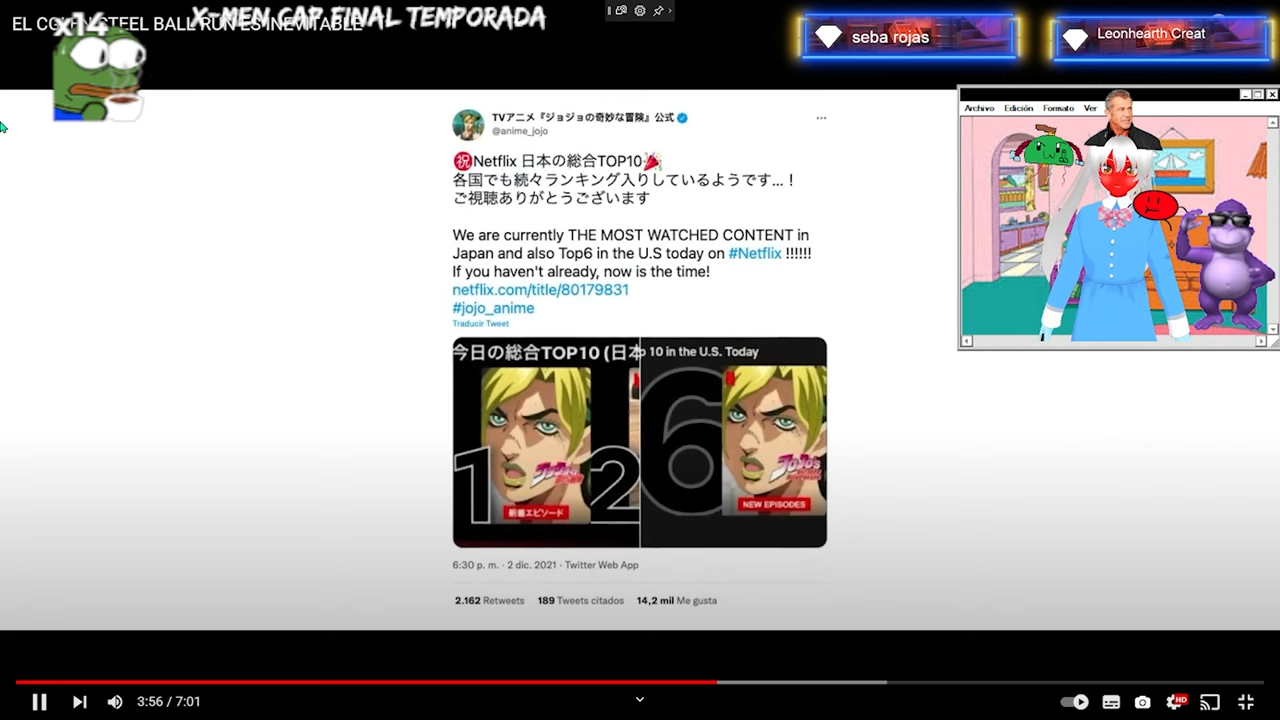 EL CGI EN STEEL BALL RUN ES INEVITABLE
X-MEN CAP FINAL TEMPORADA
x14
seba rojas
Leonhearth Creat
Archivo Edición Formato Ver
TVアニメ『ジョジョの奇妙な冒険』公式
@anime_jojo
㊗Netflix 日本の総合TOP10🎉
各国でも続々ランキング入りしているようです…！
ご視聴ありがとうございます
We are currently THE MOST WATCHED CONTENT in
Japan and also Top6 in the U.S today on #Netflix !!!!!!
If you haven't already, now is the time!
netflix.com/title/80179831
#jojo_anime
Traducir Tweet
今日の総合TOP10 (日本
p 10 in the U.S. Today
1
2
6
新着エピソード
JOJO's
NEW EPISODES
6:30 p. m. · 2 dic. 2021 · Twitter Web App
2.162 Retweets 189 Tweets citados 14,2 mil Me gusta
3:56 / 7:01
HD